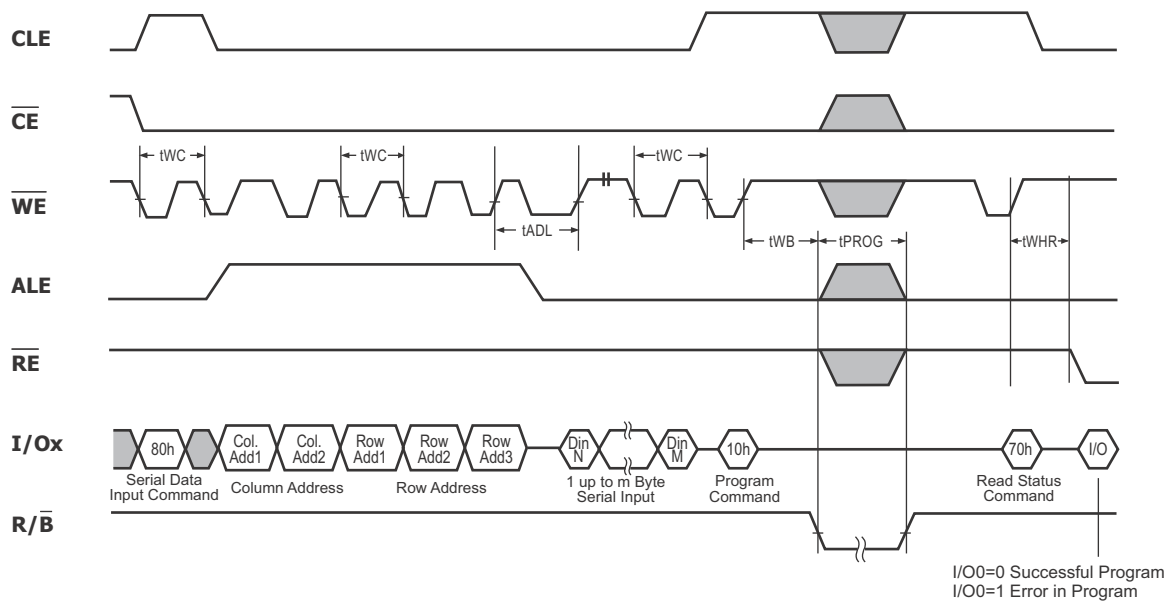 CLE
CE
tWC
tWC
tWC
WE
tADL
tWB
tPROG
tWHR
ALE
RE
I/Ox
80h
Col.
Add1
Col.
Add2
Row
Add1
Row
Add2
Row
Add3
Din
N
Din
M
10h
70h
I/O
Serial Data
Input Command
Column Address
Row Address
1 up to m Byte
Serial Input
Program
Command
Read Status
Command
R/B
I/O0=0 Successful Program
I/O0=1 Error in Program